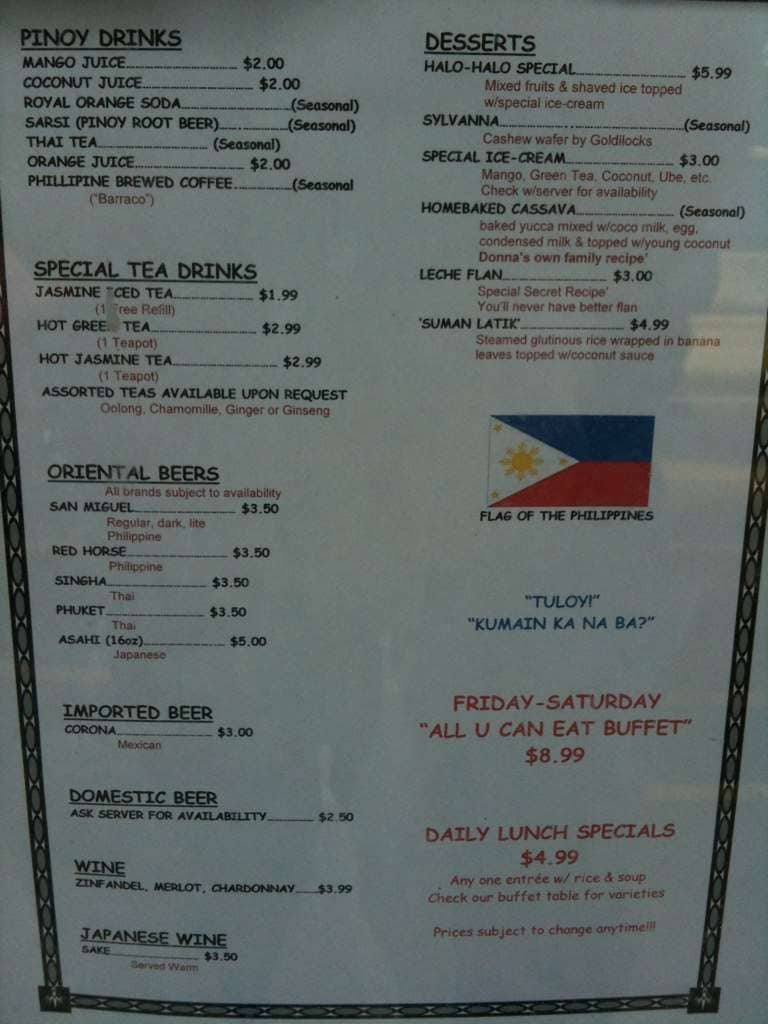 PINOY DRINKS
MANGO JUICE............................ $2.00
COCONUT JUICE............................ $2.00
ROYAL ORANGE SODA............................(Seasonal)
SARSI (PINOY ROOT BEER)....................(Seasonal)
THAI TEA............................ (Seasonal)
ORANGE JUICE............................ $2.00
PHILLIPINE BREWED COFFEE...............(Seasonal
("Barraco")
SPECIAL TEA DRINKS
JASMINE ICED TEA.................... $1.99
(1 Free Refill)
HOT GREEN TEA............................ $2.99
(1 Teapot)
HOT JASMINE TEA............................ $2.99
(1 Teapot)
ASSORTED TEAS AVAILABLE UPON REQUEST
Oolong, Chamomille, Ginger or Ginseng
ORIENTAL BEERS
All brands subject to availability
SAN MIGUEL............................ $3.50
Regular, dark, lite
Philippine
RED HORSE............................ $3.50
Philippine
SINGHA............................ $3.50
Thai
PHUKET............................ $3.50
Thai
ASAHI (16oz)........................ $5.00
Japanese
IMPORTED BEER
CORONA............................ $3.00
Mexican
DOMESTIC BEER
ASK SERVER FOR AVAILABILITY............ $2.50
WINE
ZINFANDEL, MERLOT, CHARDONNAY......$3.99
JAPANESE WINE
SAKE................................ $3.50
Served Warm
DESSERTS
HALO-HALO SPECIAL............................ $5.99
Mixed fruits & shaved ice topped
w/special ice-cream
SYLVANNA................................................(Seasonal)
Cashew wafer by Goldilocks
SPECIAL ICE-CREAM............................ $3.00
Mango, Green Tea, Coconut, Ube, etc.
Check w/server for availability
HOMEBAKED CASSAVA........................ (Seasonal)
baked yucca mixed w/coco milk, egg,
condensed milk & topped w/young coconut
Donna's own family recipe'
LECHE FLAN............................ $3.00
Special Secret Recipe'
You'll never have better flan
'SUMAN LATIK'............................ $4.99
Steamed glutinous rice wrapped in banana
leaves topped w/coconut sauce
FLAG OF THE PHILIPPINES
"TULOY!"
"KUMAIN KA NA BA?"
FRIDAY-SATURDAY
"ALL U CAN EAT BUFFET"
$8.99
DAILY LUNCH SPECIALS
$4.99
Any one entrée w/ rice & soup
Check our buffet table for varieties
Prices subject to change anytime!!!